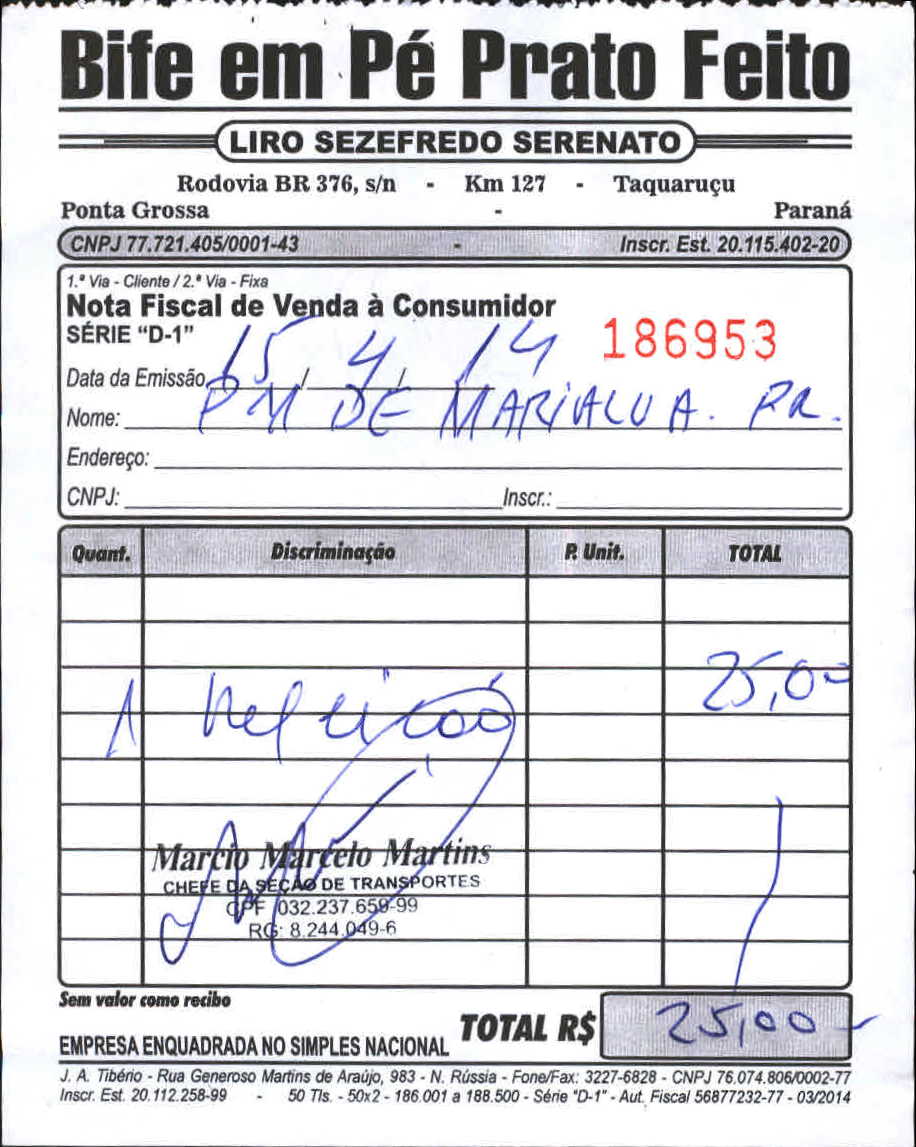 Bife em Pé Prato Feito
LIRO SEZEFREDO SERENATO
Rodovia BR 376, s/n - Km 127 - Taquaruçu
Ponta Grossa - Paraná
CNPJ 77.721.405/0001-43 - Inscr. Est. 20.115.402-20
1.ª Via - Cliente / 2.ª Via - Fixa
Nota Fiscal de Venda à Consumidor
SÉRIE "D-1"
186953
Data da Emissão 15 / 4 / 14
Nome: PM DE MARIALVA. PR.
Endereço:
CNPJ: Inscr.:
Quant. Discriminação P. Unit. TOTAL
1 Refeição 25,00
Marcio Marcelo Martins
CHEFE DA SEÇÃO DE TRANSPORTES
CPF 032.237.659-99
RG: 8.244.049-6
Sem valor como recibo
EMPRESA ENQUADRADA NO SIMPLES NACIONAL
TOTAL R$ 25,00
J. A. Tibério - Rua Generoso Martins de Araújo, 983 - N. Rússia - Fone/Fax: 3227-6828 - CNPJ 76.074.806/0002-77
Inscr. Est. 20.112.258-99 - 50 Tls. - 50x2 - 186.001 a 188.500 - Série "D-1" - Aut. Fiscal 56877232-77 - 03/2014